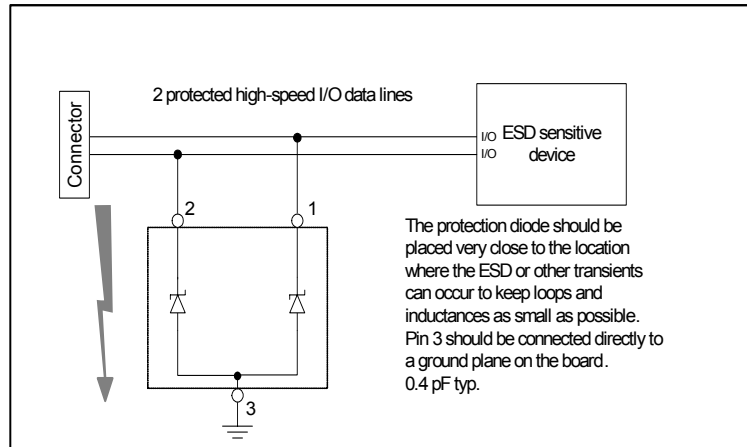 2 protected high-speed I/O data lines
Connector
I/O
I/O
ESD sensitive
device
2
1
3
The protection diode should be
placed very close to the location
where the ESD or other transients
can occur to keep loops and
inductances as small as possible.
Pin 3 should be connected directly to
a ground plane on the board.
0.4 pF typ.